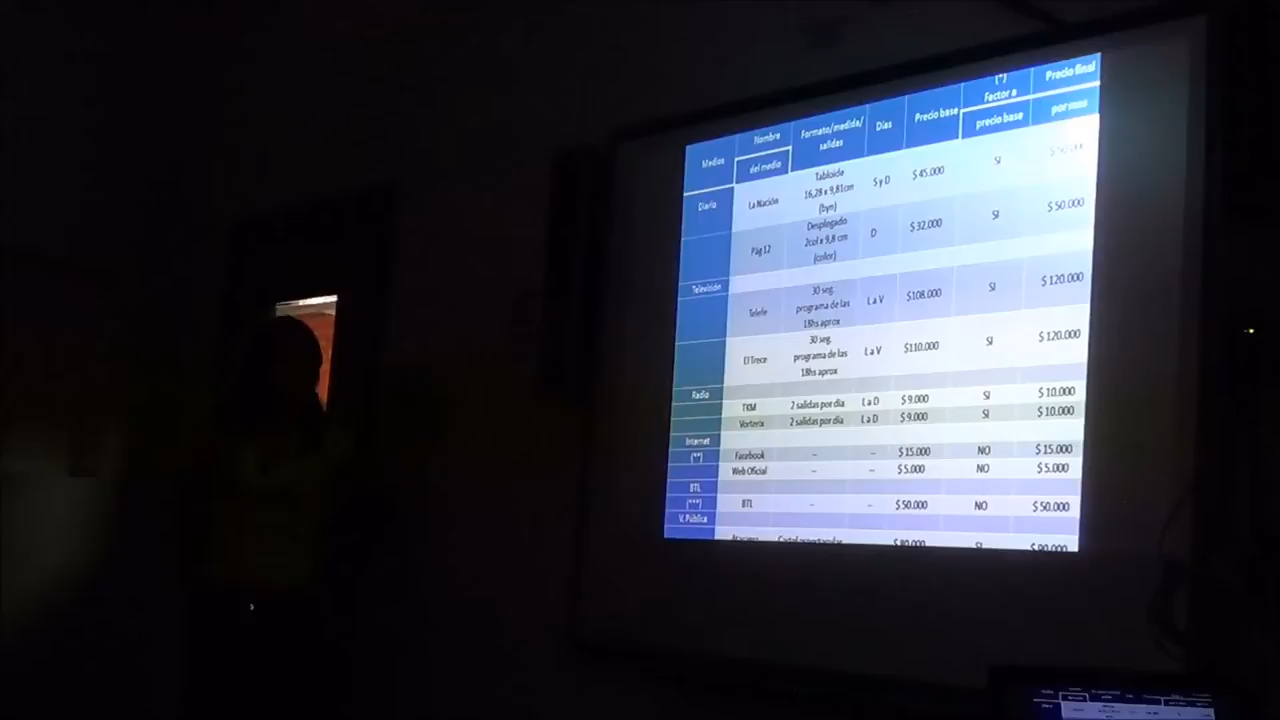 Medios Nombre del medio Formato/medida/ salidas Días Precio base (*) Factor a precio base Precio final por mes
Diario La Nación Tabloide 16,28 x 9,81cm (byn) S y D $ 45.000 SI
Pág 12 Desplegado 2col x 9,8 cm (color) D $ 32.000 SI $ 50.000
Televisión Telefe 30 seg. programa de las 18hs aprox L a V $108.000 SI $ 120.000
El Trece 30 seg. programa de las 18hs aprox L a V $110.000 SI $ 120.000
Radio TKM 2 salidas por día L a D $ 9.000 SI $ 10.000
Vorterix 2 salidas por día L a D $ 9.000 SI $ 10.000
Internet (**) Facebook -- -- $ 15.000 NO $ 15.000
Web Oficial -- -- $ 5.000 NO $ 5.000
BTL (***) BTL -- -- $ 50.000 NO $ 50.000
V. Pública
$ 80.000 SI $ 90.000